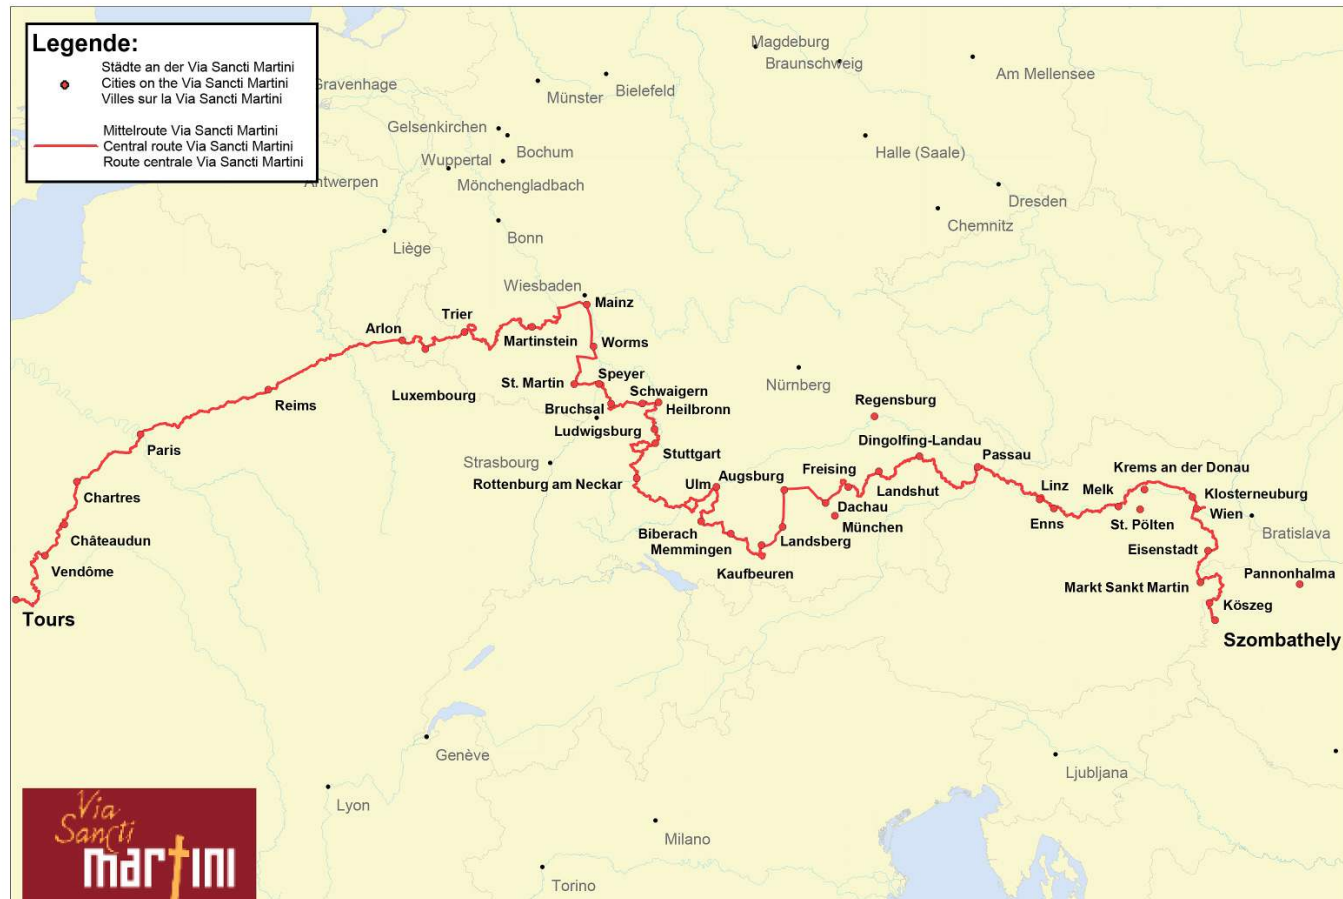 Legende:
Städte an der Via Sancti Martini
Cities on the Via Sancti Martini
Villes sur la Via Sancti Martini
Mittelroute Via Sancti Martini
Central route Via Sancti Martini
Route centrale Via Sancti Martini
Magdeburg
Braunschweig
Am Mellensee
Gravenhage
Münster
Bielefeld
Gelsenkirchen
Bochum
Wuppertal
Halle (Saale)
Antwerpen
Mönchengladbach
Dresden
Chemnitz
Bonn
Liège
Wiesbaden
Mainz
Trier
Arlon
Martinstein
Worms
Luxembourg
St. Martin
Speyer
Nürnberg
Schwaigern
Reims
Bruchsal
Heilbronn
Regensburg
Ludwigsburg
Paris
Stuttgart
Dingolfing-Landau
Strasbourg
Passau
Krems an der Donau
Augsburg
Freising
Rottenburg am Neckar
Ulm
Landshut
Linz
Melk
Klosterneuburg
Chartres
Dachau
Wien
Enns
St. Pölten
München
Bratislava
Biberach
Landsberg
Châteaudun
Memmingen
Eisenstadt
Vendôme
Kaufbeuren
Pannonhalma
Markt Sankt Martin
Köszeg
Tours
Szombathely
Genève
Ljubljana
Lyon
Milano
Torino
Via
Sancti
martini